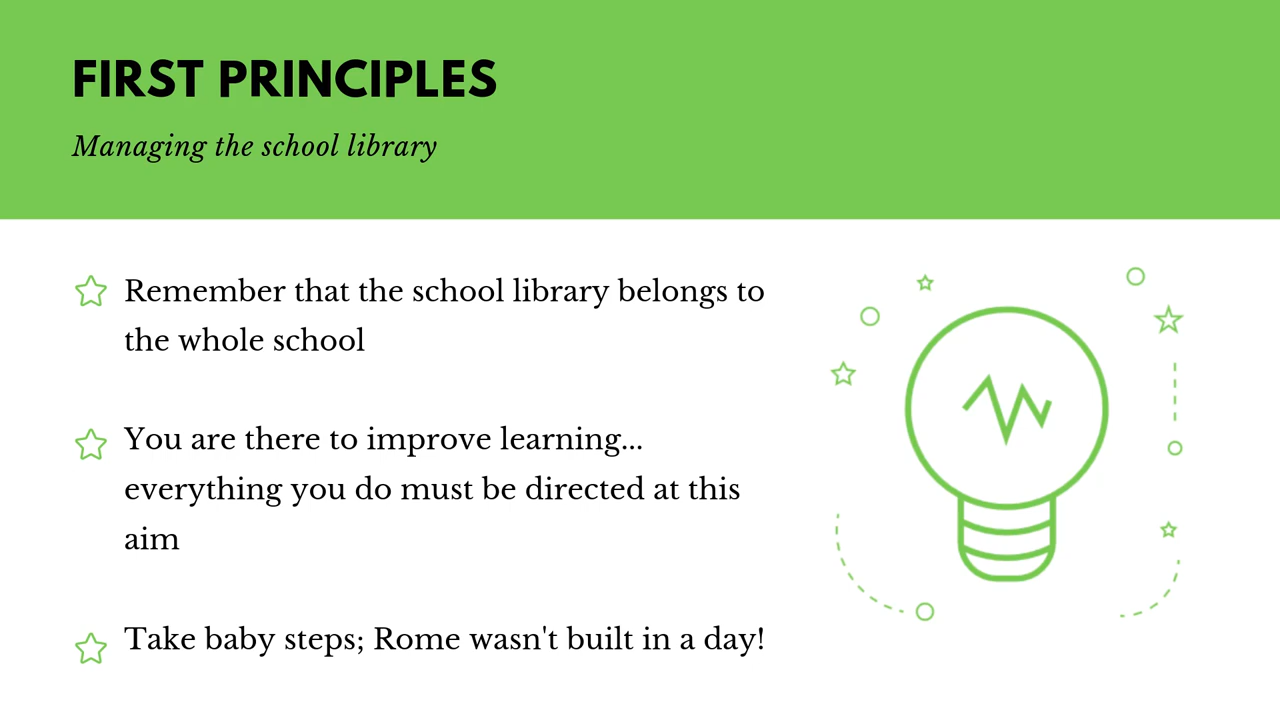 FIRST PRINCIPLES
Managing the school library
Remember that the school library belongs to
the whole school
You are there to improve learning...
everything you do must be directed at this
aim
Take baby steps; Rome wasn't built in a day!